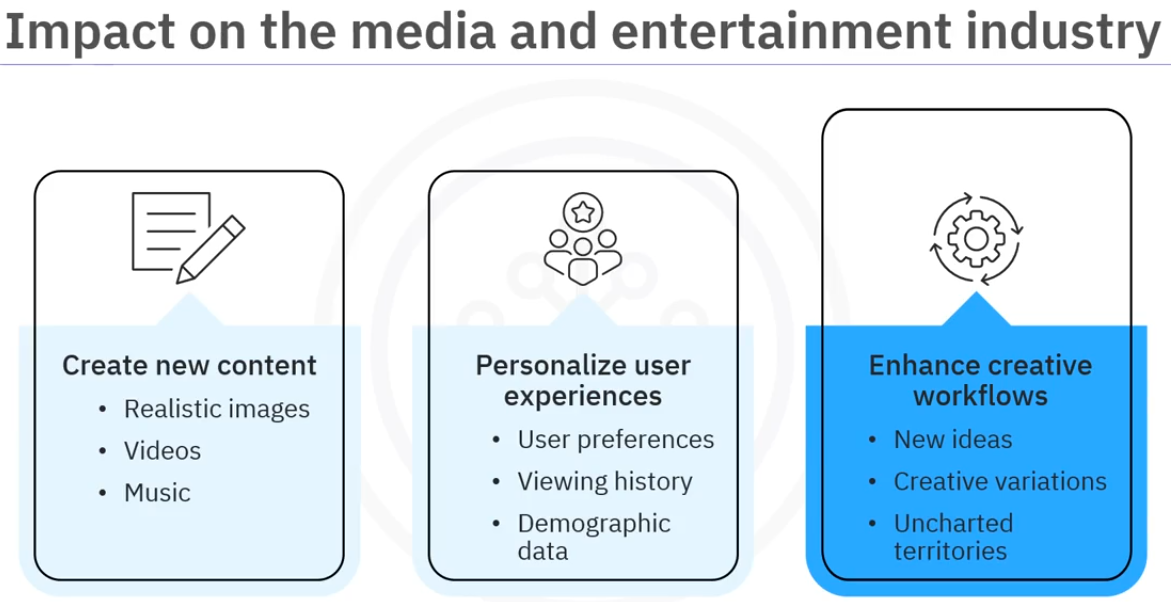 Impact on the media and entertainment industry
Create new content
• Realistic images
• Videos
• Music
Personalize user
experiences
• User preferences
• Viewing history
• Demographic
data
Enhance creative
workflows
• New ideas
• Creative variations
• Uncharted
territories